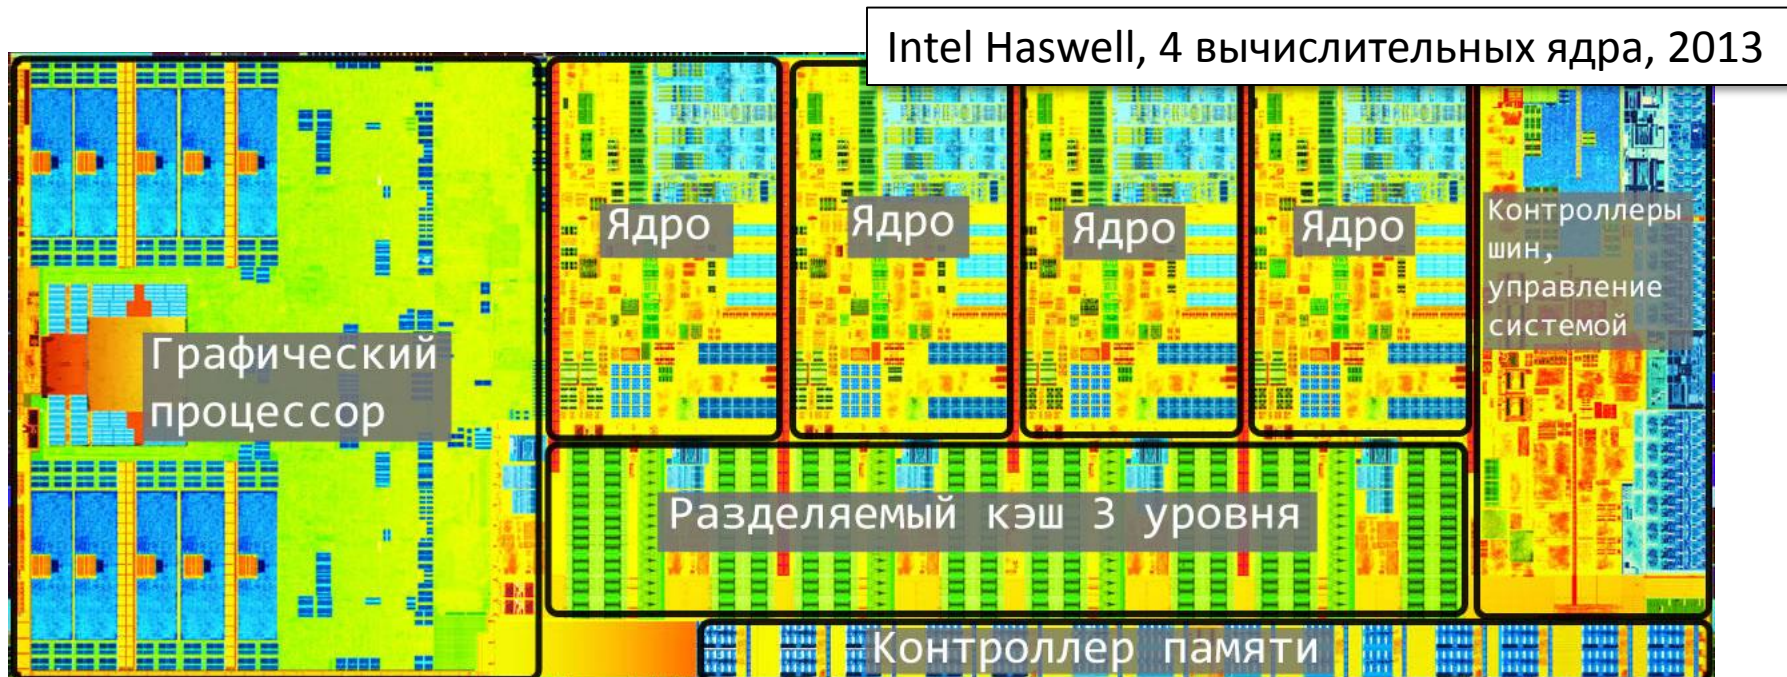 Intel Haswell, 4 вычислительных ядра, 2013
Ядро
Ядро
Ядро
Ядро
Контроллеры
шин,
управление
системой
Графический
процессор
Разделяемый кэш 3 уровня
Контроллер памяти